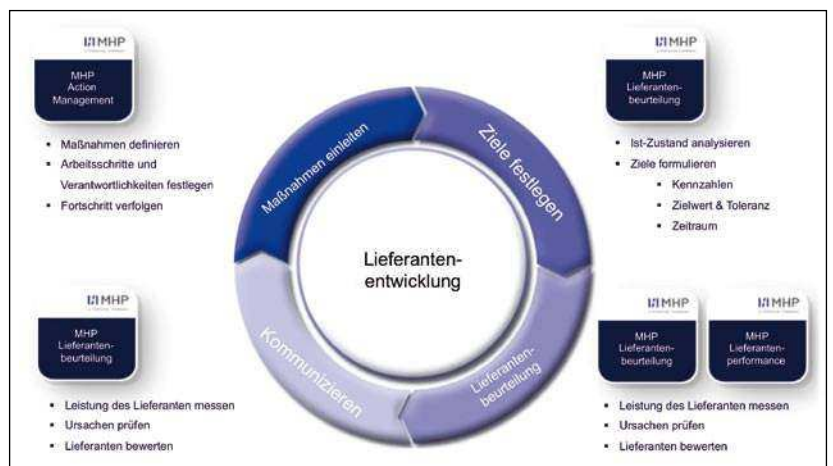 MHP
MHP
Action
Management
Maßnahmen definieren
Arbeitsschritte und
Verantwortlichkeiten festlegen
Fortschritt verfolgen
MHP
MHP
Lieferanten-
beurteilung
Ist-Zustand analysieren
Ziele formulieren
Kennzahlen
Zielwert & Toleranz
Zeitraum
Maßnahmen einleiten
Ziele festlegen
Lieferanten-
entwicklung
Kommunizieren
Lieferanten-
beurteilung
MHP
MHP
Lieferanten-
beurteilung
Leistung des Lieferanten messen
Ursachen prüfen
Lieferanten bewerten
MHP
MHP
Lieferanten-
beurteilung
MHP
MHP
Lieferanten-
performance
Leistung des Lieferanten messen
Ursachen prüfen
Lieferanten bewerten